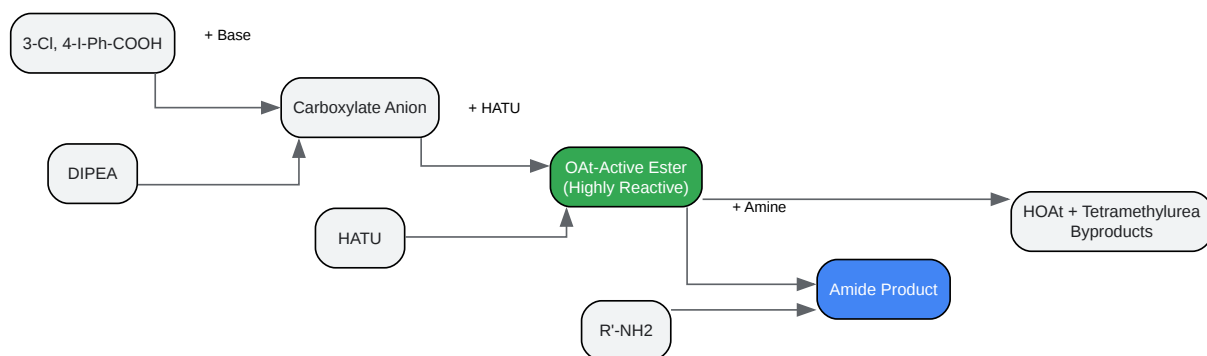 3-Cl, 4-I-Ph-COOH
+ Base
Carboxylate Anion
+ HATU
DIPEA
OAt-Active Ester
(Highly Reactive)
HATU
+ Amine
HOAt + Tetramethylurea
Byproducts
Amide Product
R'-NH2